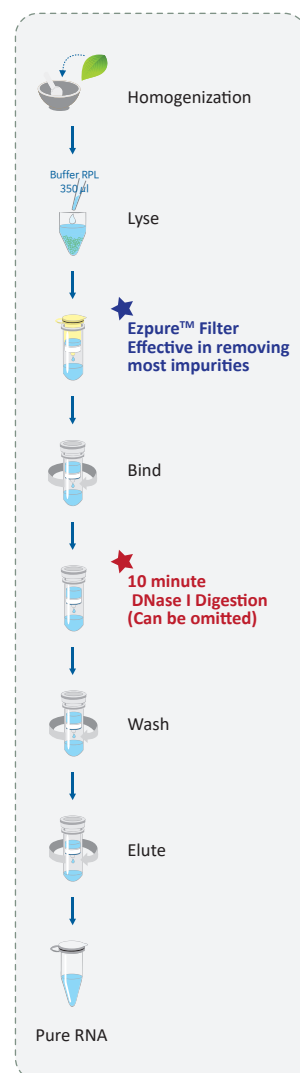 Homogenization
Buffer RPL
350 μl
Lyse
Ezpure™ Filter
Effective in removing
most impurities
Bind
10 minute
DNase I Digestion
(Can be omitted)
Wash
Elute
Pure RNA